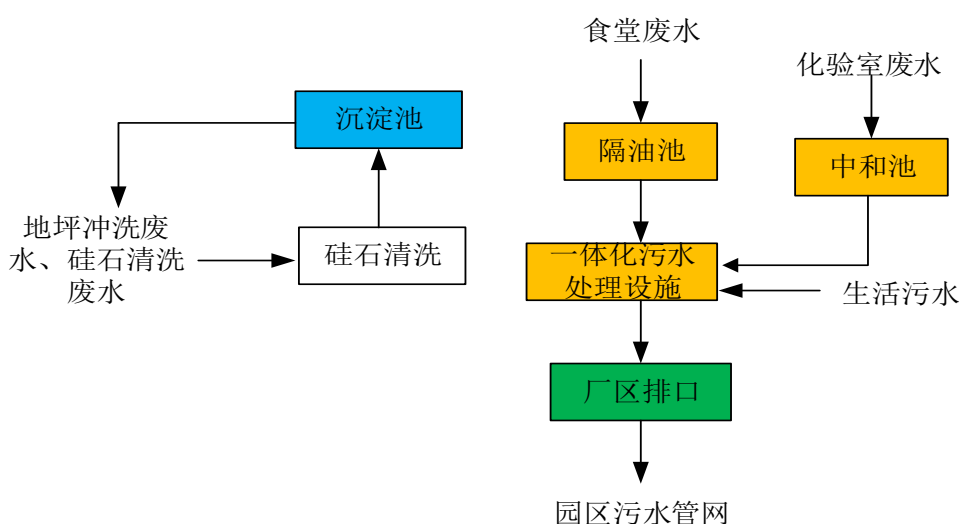 食堂废水
化验室废水
沉淀池
隔油池
中和池
地坪冲洗废
水、硅石清洗
废水
硅石清洗
一体化污水
处理设施
生活污水
厂区排口
园区污水管网